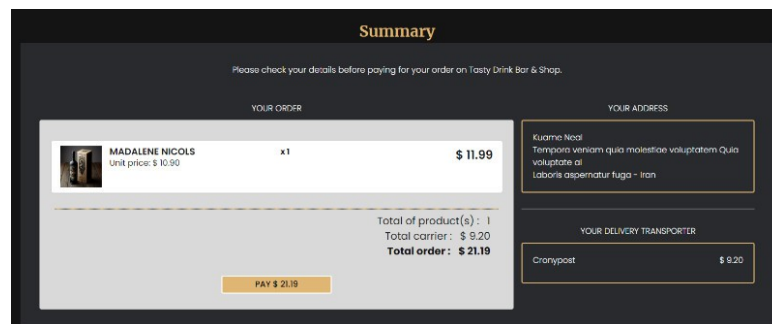 Summary
Please check your details before paying for your order on Tasty Drink Bar & Shop.
YOUR ORDER
MADALENE NICOLS
Unit price: $ 10.90
x 1
$ 11.99
Total of product(s) : 1
Total carrier : $ 9.20
Total order : $ 21.19
PAY $ 21.19
YOUR ADDRESS
Kuame Neal
Tempora veniam quia molestiae voluptatem Quia
voluptate al
Laboris aspernatur fuga - Iran
YOUR DELIVERY TRANSPORTER
Cronypost $ 9.20